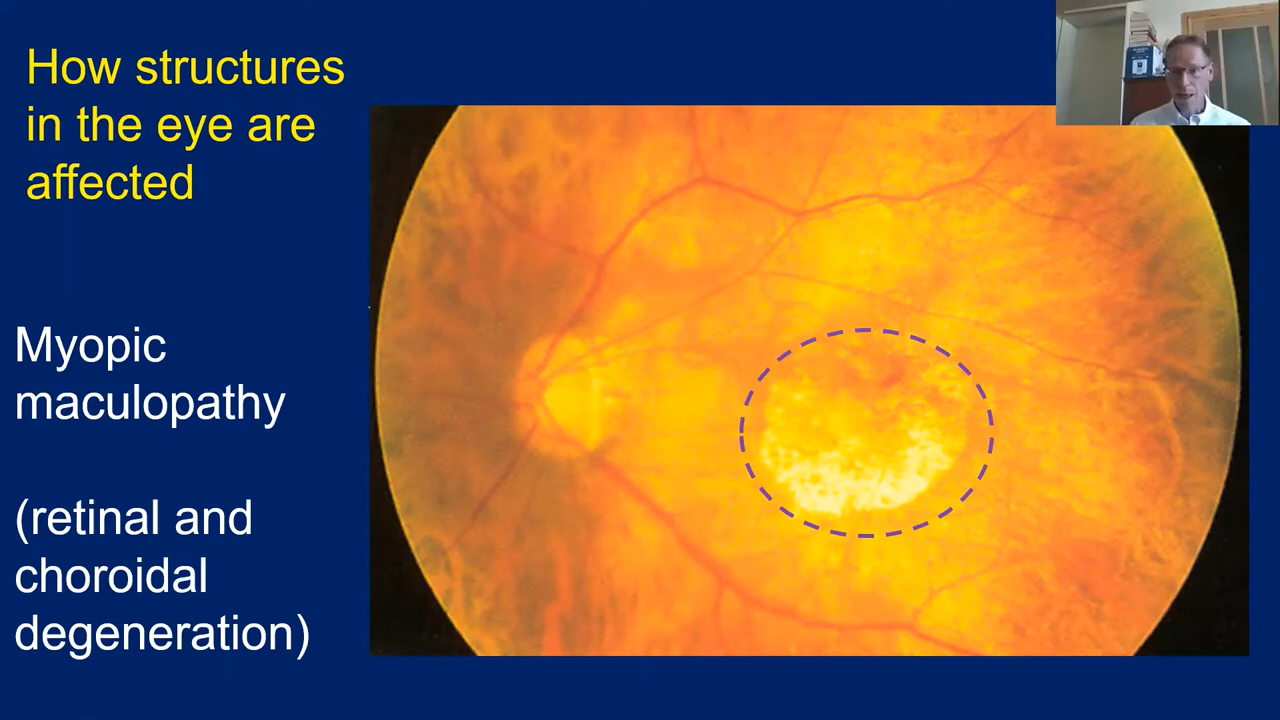 How structures
in the eye are
affected
Myopic
maculopathy
(retinal and
choroidal
degeneration)